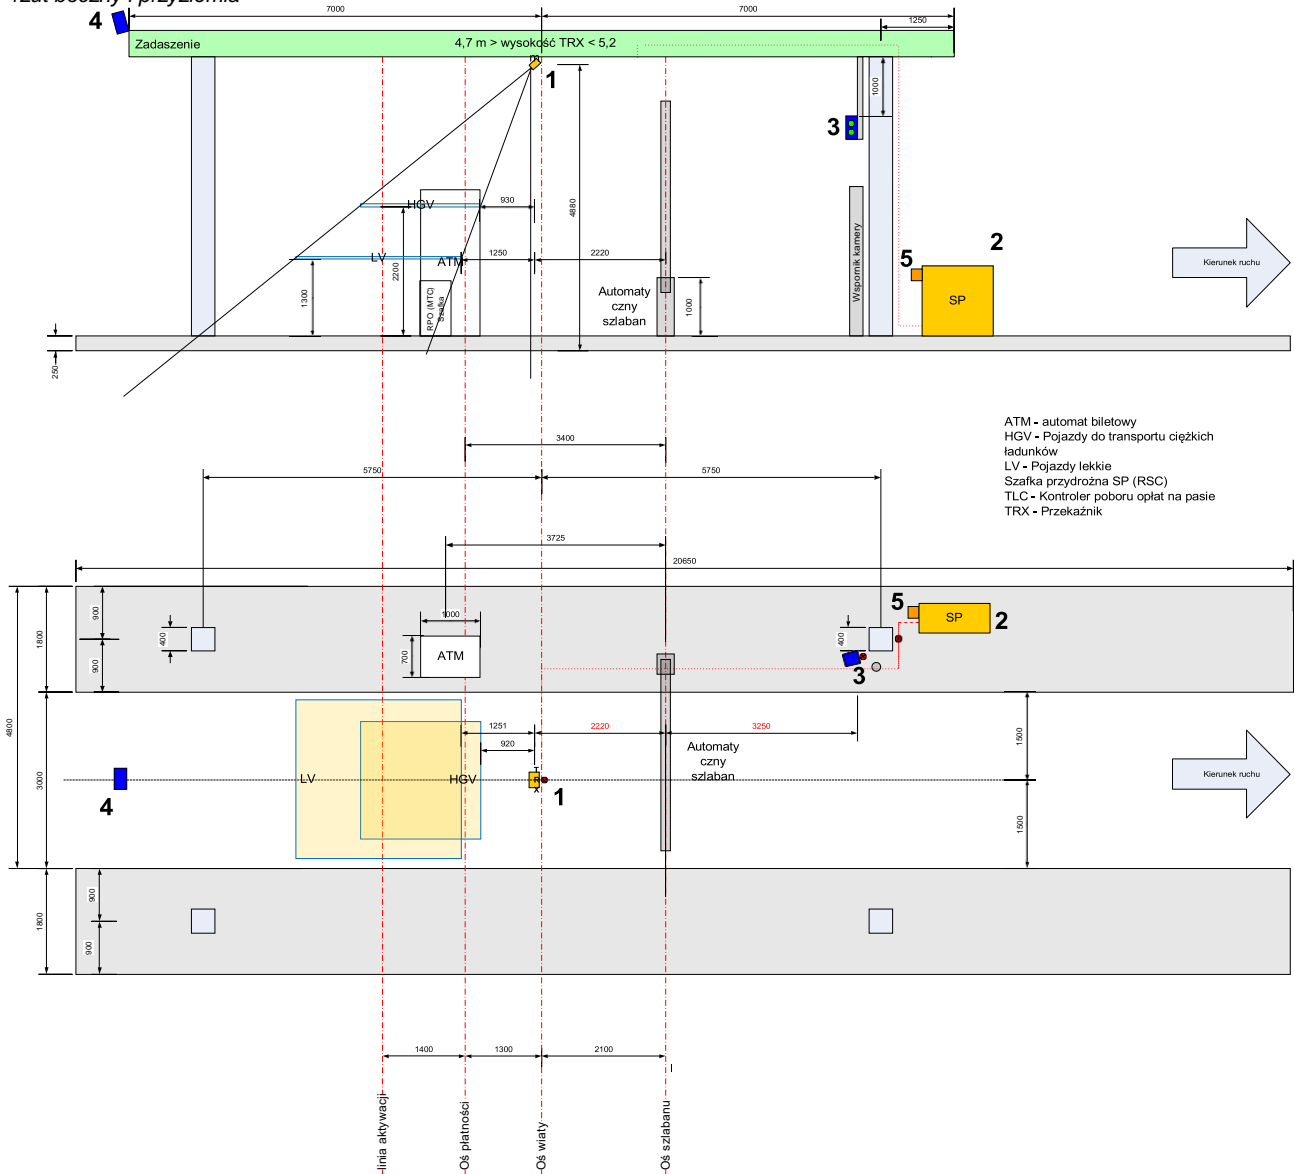 rzut boczny i przyziomia
7000
7000
1250
4
Zadaszenie
4,7 m > wysokość TRX < 5,2
1
1000
3
4880
HGV
930
LV
ATM
1250
2220
2200
1300
RPO (MTC)
Szafka
Automaty
czny
szlaban
1000
Wspornik kamery
5
2
SP
Kierunek ruchu
250
ATM - automat biletowy
HGV - Pojazdy do transportu ciężkich
ładunków
LV - Pojazdy lekkie
Szafka przydrożna SP (RSC)
TLC - Kontroler poboru opłat na pasie
TRX - Przekaźnik
3400
5750
5750
3725
20650
900
400
1800
900
1000
700
ATM
400
5
SP
2
3
4800
3000
1251
2220
3250
920
Automaty
czny
szlaban
1500
LV
HGV
TRX
1
4
Kierunek ruchu
1500
900
1800
900
1400
1300
2100
linia aktywacji
Oś płatności
Oś wiaty
Oś szlabanu